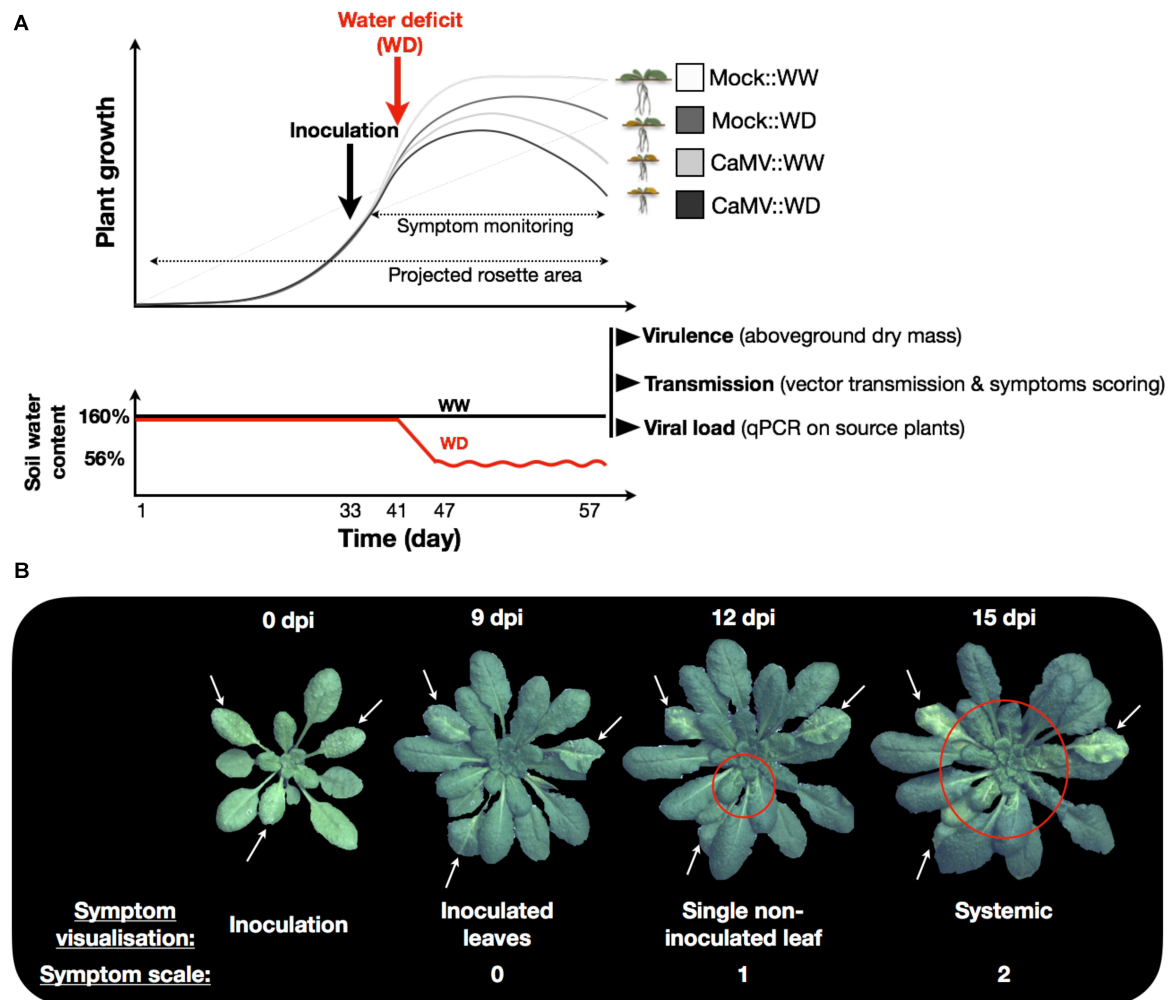 A
Water deficit
(WD)
Inoculation
Plant growth
Symptom monitoring
Projected rosette area
Mock::WW
Mock::WD
CaMV::WW
CaMV::WD
Virulence (aboveground dry mass)
Transmission (vector transmission & symptoms scoring)
Viral load (qPCR on source plants)
Soil water
content
160%
56%
WW
WD
1 33 41 47 57
Time (day)
B
0 dpi 9 dpi 12 dpi 15 dpi
Symptom
visualisation:
Inoculation
Inoculated
leaves
Single non-
inoculated leaf
Systemic
Symptom scale: 0 1 2